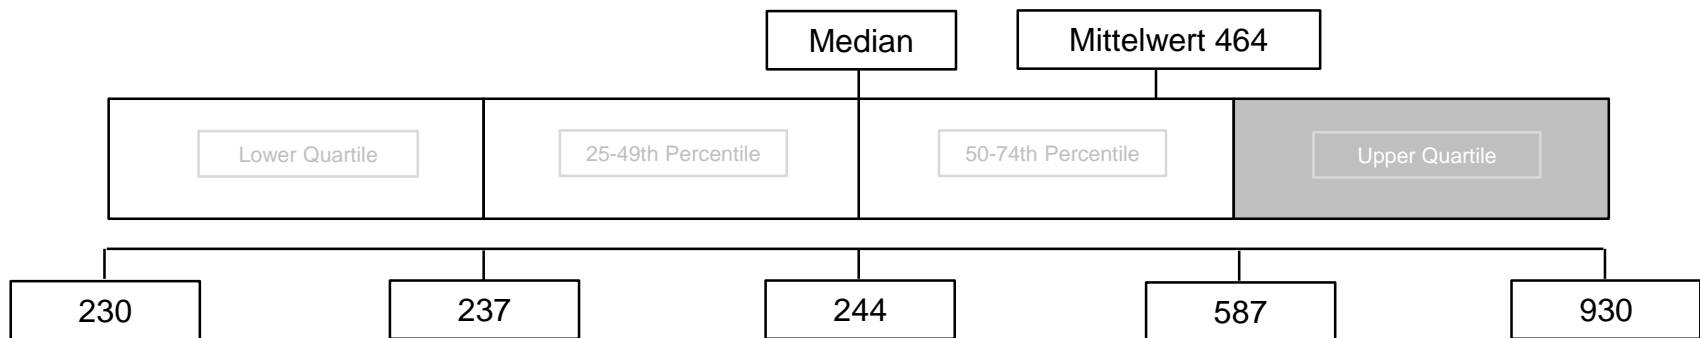 Median
Mittelwert 464
Lower Quartile
25-49th Percentile
50-74th Percentile
Upper Quartile
230
237
244
587
930